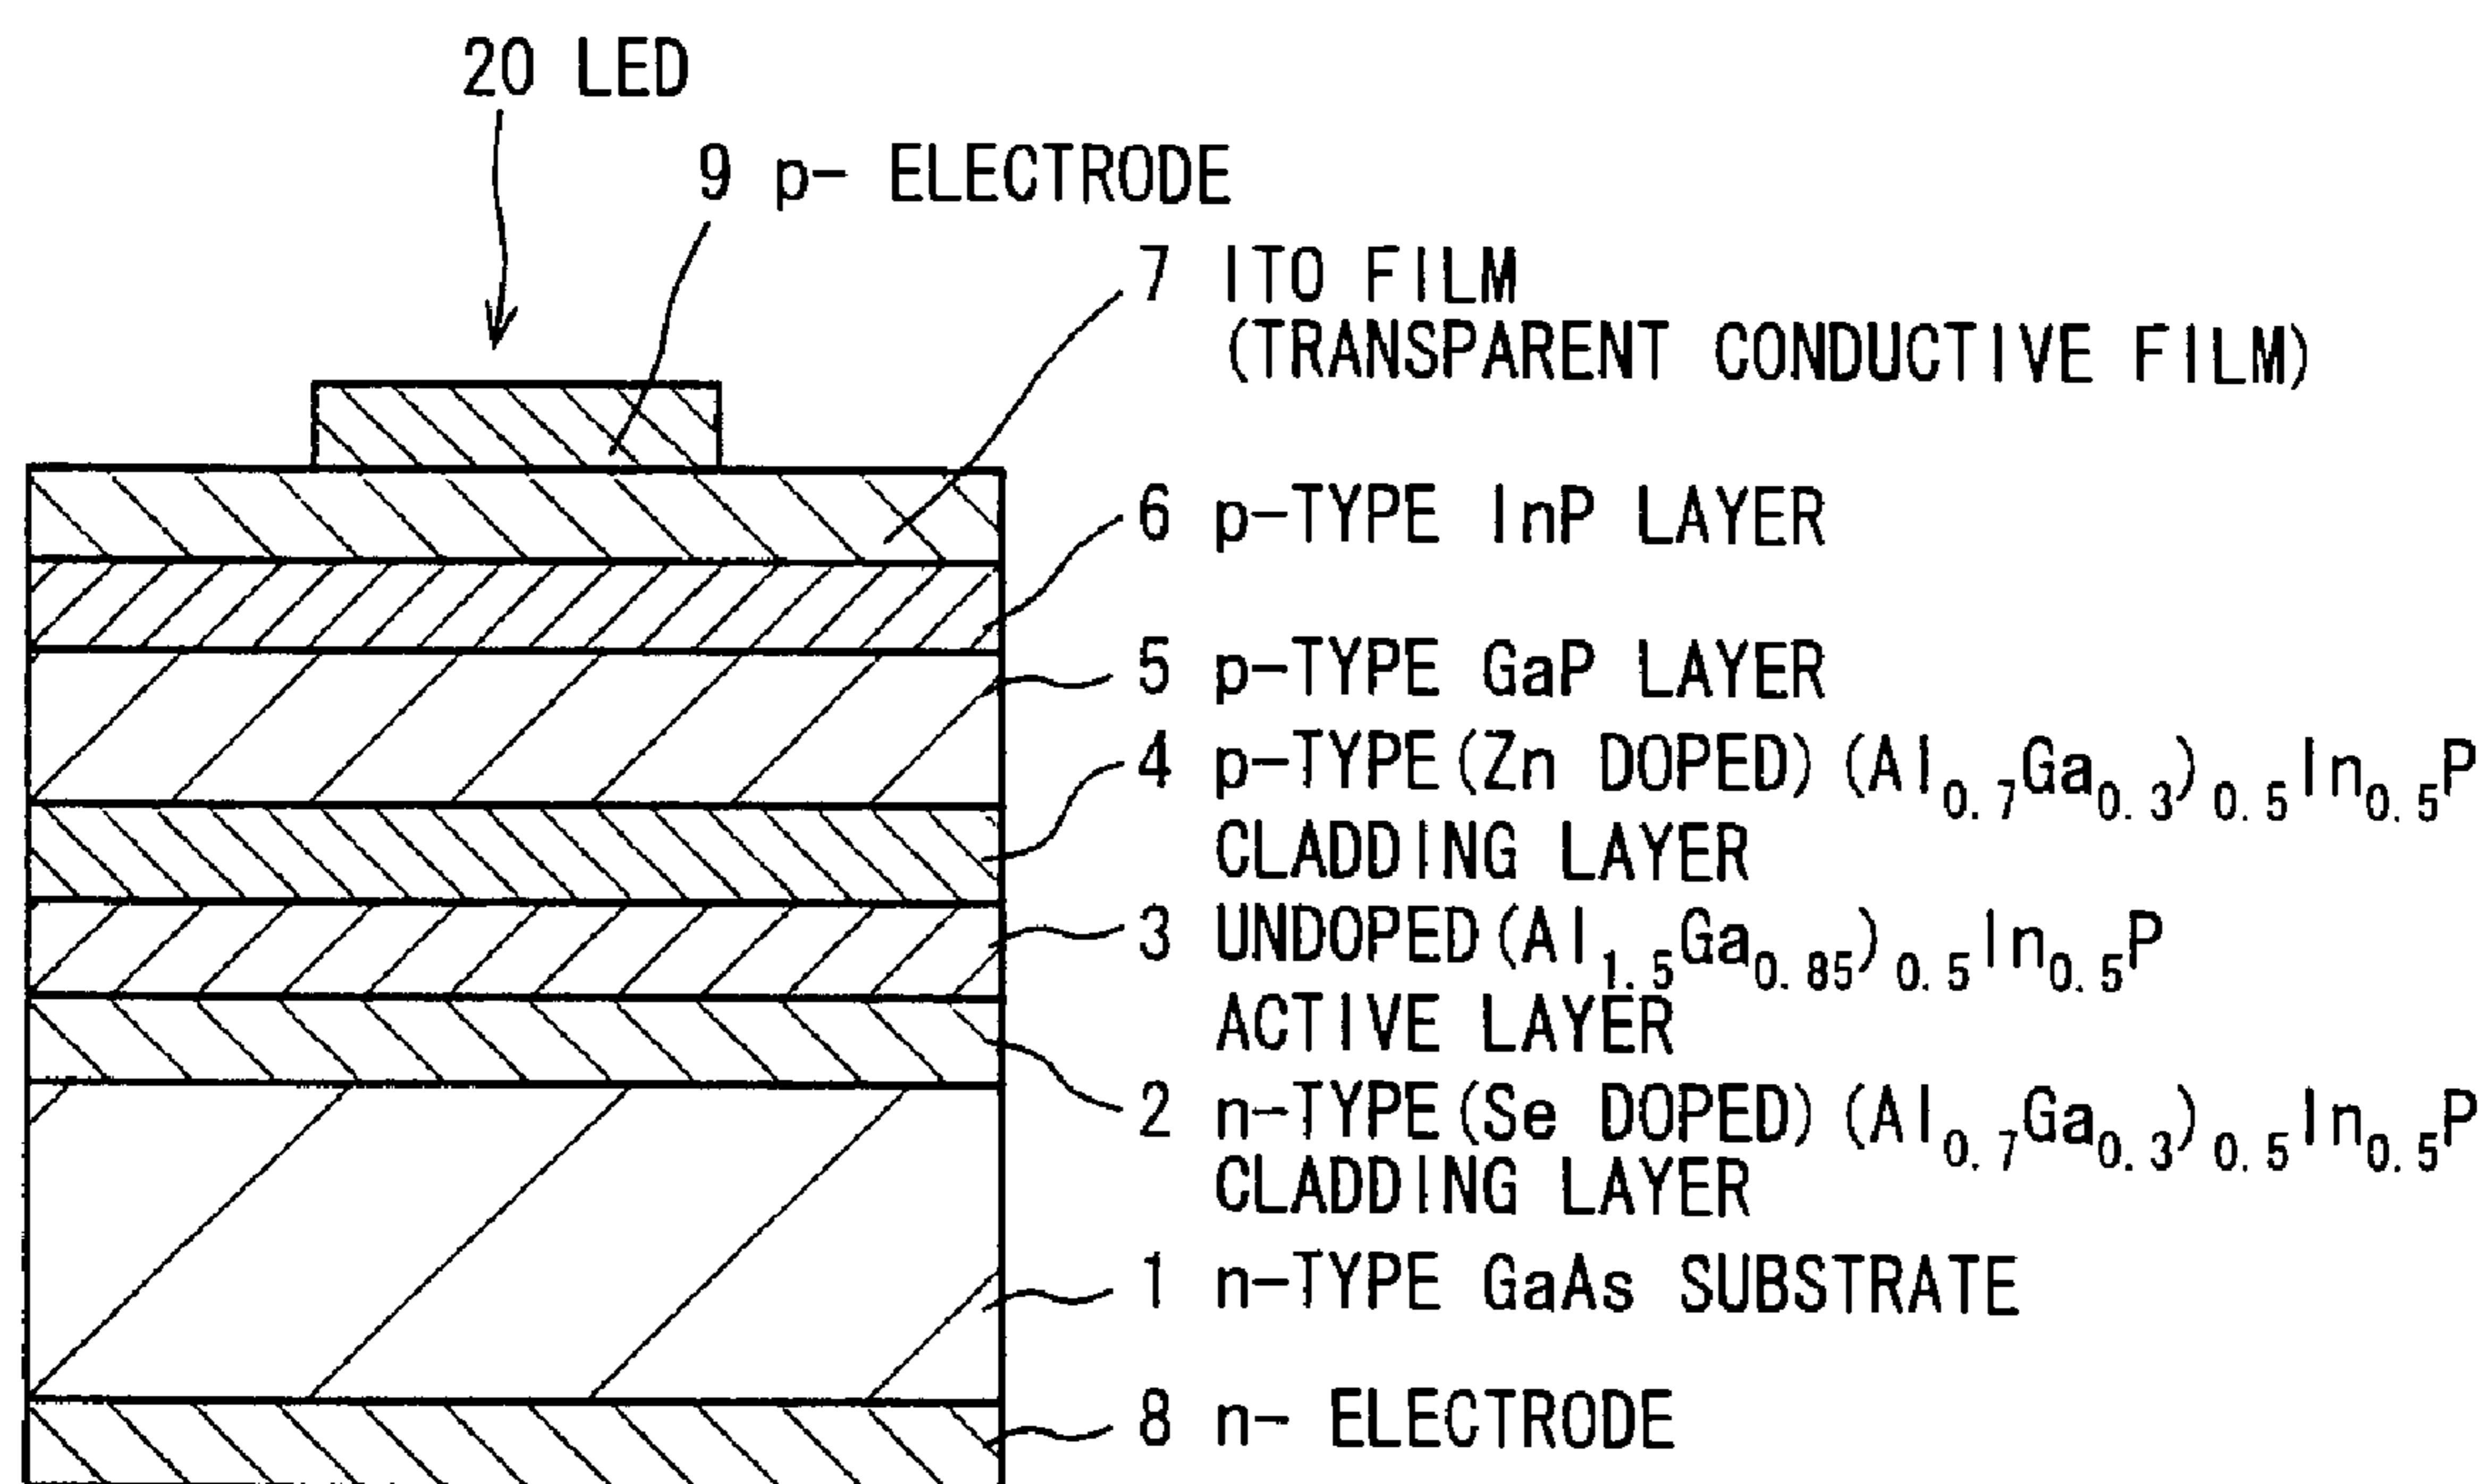 20 LED
9 p- ELECTRODE
7 ITO FILM
(TRANSPARENT CONDUCTIVE FILM)
6 p-TYPE InP LAYER
5 p-TYPE GaP LAYER
4 p-TYPE(Zn DOPED)(Al0.7Ga0.3)0.5In0.5P
CLADDING LAYER
3 UNDOPED(Al1.5Ga0.85)0.5In0.5P
ACTIVE LAYER
2 n-TYPE(Se DOPED)(Al0.7Ga0.3)0.5In0.5P
CLADDING LAYER
1 n-TYPE GaAs SUBSTRATE
8 n- ELECTRODE